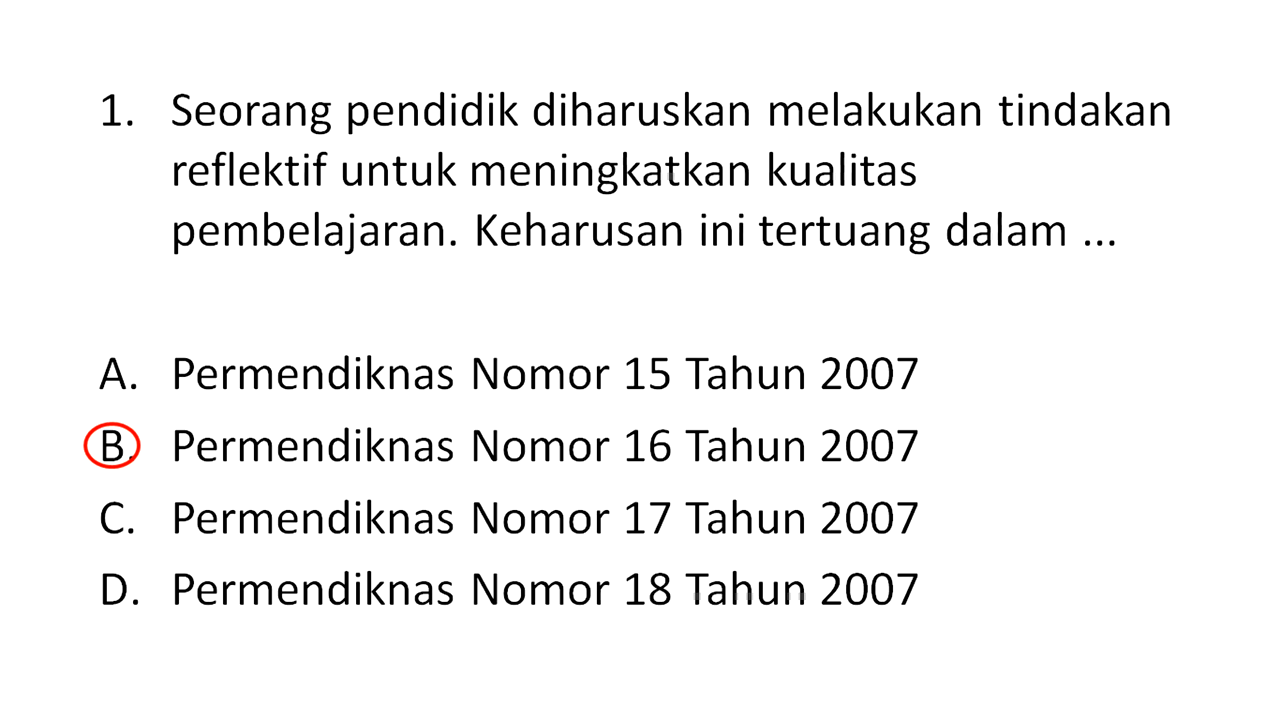 1. Seorang pendidik diharuskan melakukan tindakan
reflektif untuk meningkatkan kualitas
pembelajaran. Keharusan ini tertuang dalam ...
A. Permendiknas Nomor 15 Tahun 2007
B. Permendiknas Nomor 16 Tahun 2007
C. Permendiknas Nomor 17 Tahun 2007
D. Permendiknas Nomor 18 Tahun 2007